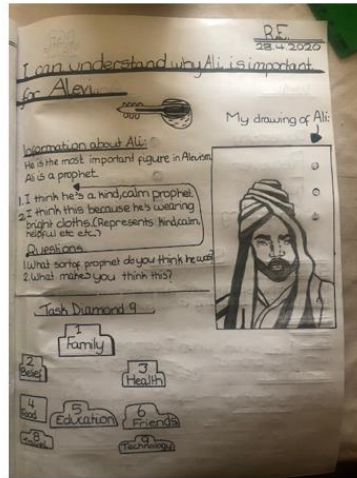 R.E.
28.4.2020
I can understand why Ali is important
for Alevi.
My drawing of Ali:
Information about Ali:
He is the most important figure in Alevism
Ali is a prophet.
1. I think he's a kind, calm prophet
2. I think this because he's wearing
bright cloths. (Represents kind, calm,
helpful etc etc.)
Questions
1. What sort of prophet do you think he was?
2. What makes you think this?
Task Diamond 9
1
Family
2
Belief
3
Health
4
Food
5
Education
6
Friends
8
9
Technology